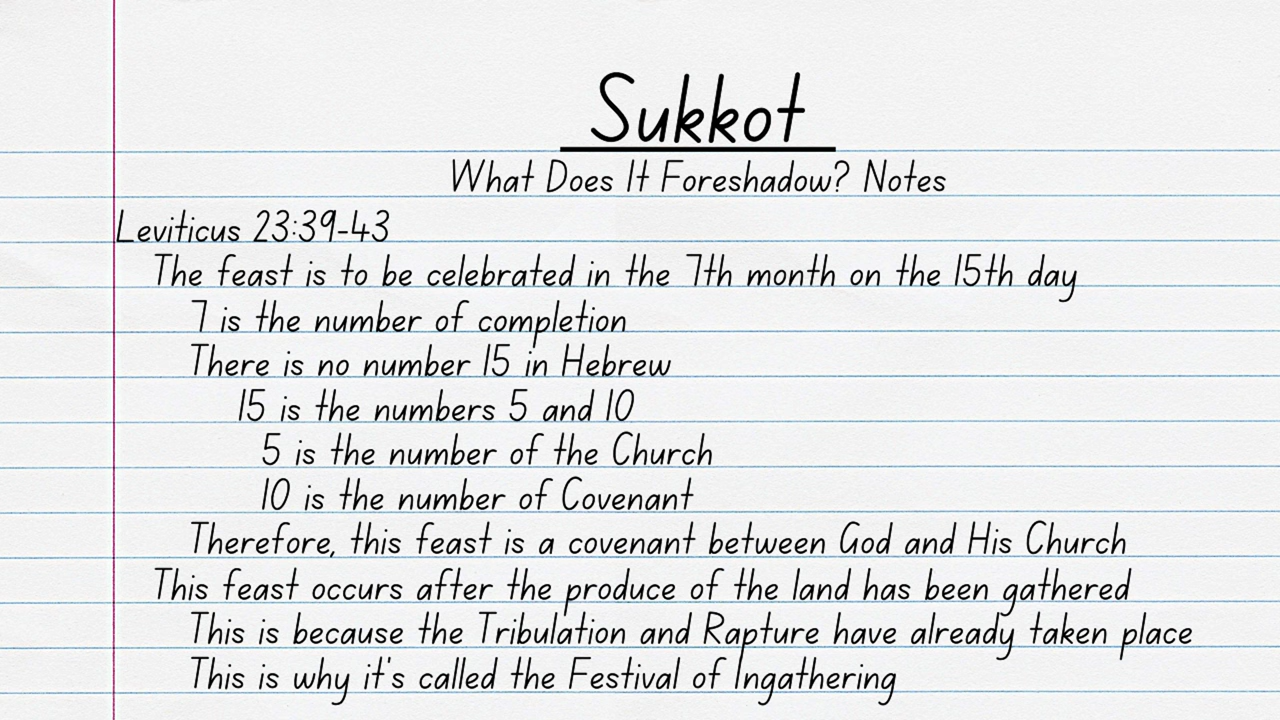 Sukkot
What Does It Foreshadow? Notes
Leviticus 23:39-43
The feast is to be celebrated in the 7th month on the 15th day
7 is the number of completion
There is no number 15 in Hebrew
15 is the numbers 5 and 10
5 is the number of the Church
10 is the number of Covenant
Therefore, this feast is a covenant between God and His Church
This feast occurs after the produce of the land has been gathered
This is because the Tribulation and Rapture have already taken place
This is why it's called the Festival of Ingathering